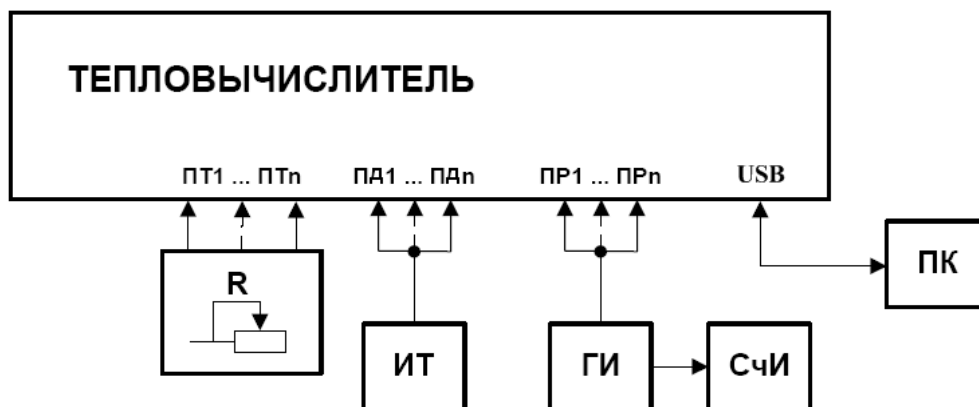 ТЕПЛОВЫЧИСЛИТЕЛЬ
ПТ1 ... ПТn ПД1 ... ПДn ПР1 ... ПРn USB
R
ПК
ИТ ГИ СчИ